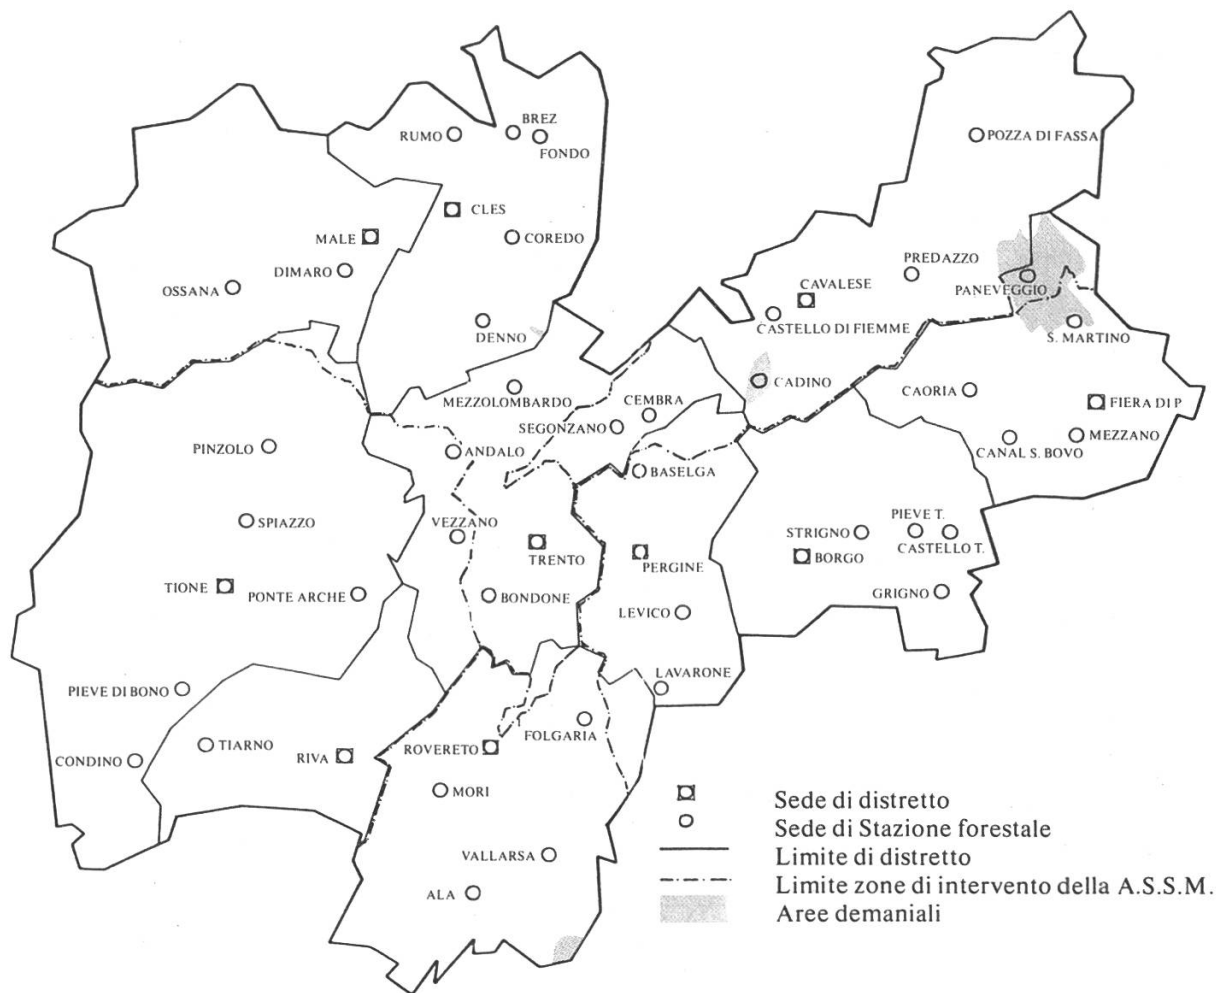 BREZ
RUMO
FONDO
POZZA DI FASSA
CLES
MALE
COREDO
DIMARO
PREDAZZO
OSSANA
CAVALESE
PANEVEGGIO
CASTELLO DI FIEMME
DENNO
S. MARTINO
CADINO
MEZZOLOMBARDO
CEMBRA
CAORIA
FIERA DI P.
SEGONZANO
PINZOLO
ANDALO
MEZZANO
CANAL S. BOVO
BASELGA
SPIAZZO
VEZZANO
STRIGNO
PIEVE T.
TRENTO
CASTELLO T.
PERGINE
BORGO
TIONE
PONTE ARCHE
BONDONE
GRIGNO
LEVICO
LAVARONE
PIEVE DI BONO
FOLGARIA
TIARNO
ROVERETO
RIVA
CONDINO
MORI
Sede di distretto
Sede di Stazione forestale
VALLARSA
Limite di distretto
ALA
Limite zone di intervento della A.S.S.M.
Aree demaniali